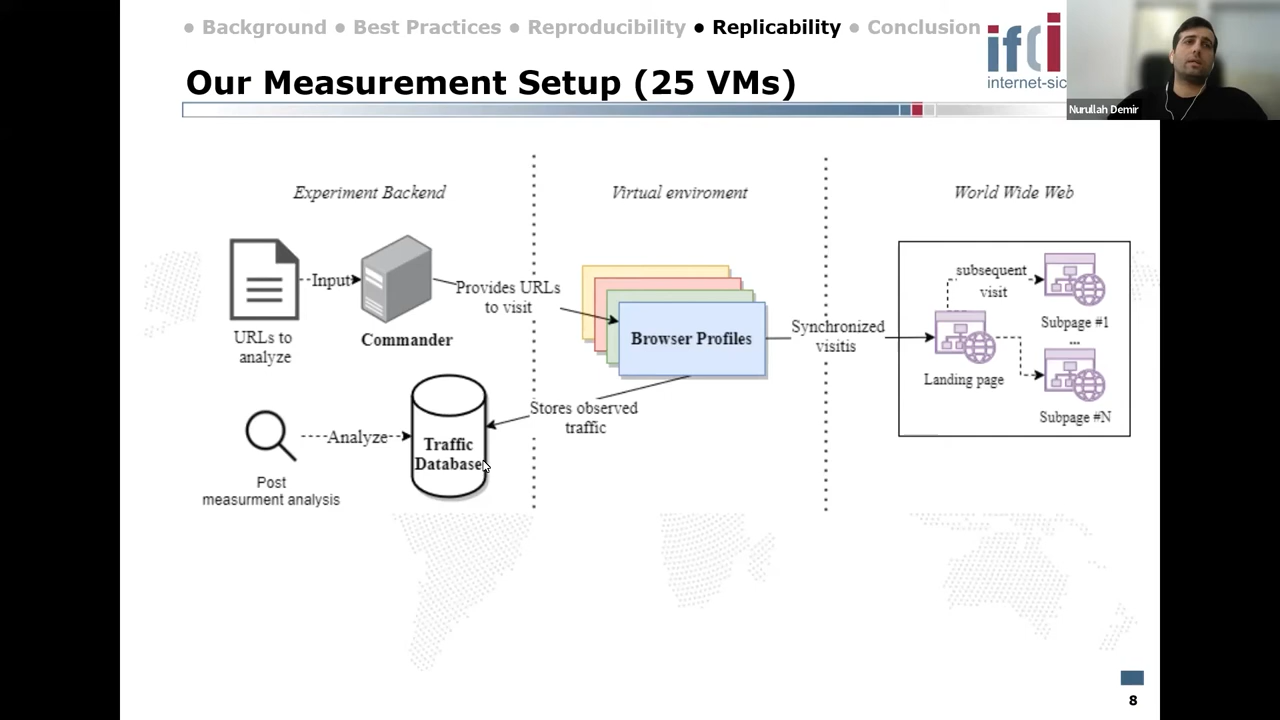 ● Background ● Best Practices ● Reproducibility ● Replicability ● Conclusion
ifci
internet-sic
Nurullah Demir
Our Measurement Setup (25 VMs)
Experiment Backend
Virtual enviroment
World Wide Web
Input
URLs to
analyze
Commander
Provides URLs
to visit
Browser Profiles
Synchronized
visitis
subsequent
visit
Landing page
Subpage #1
...
Subpage #N
Stores observed
traffic
Analyze
Traffic
Database
Post
measurment analysis
8